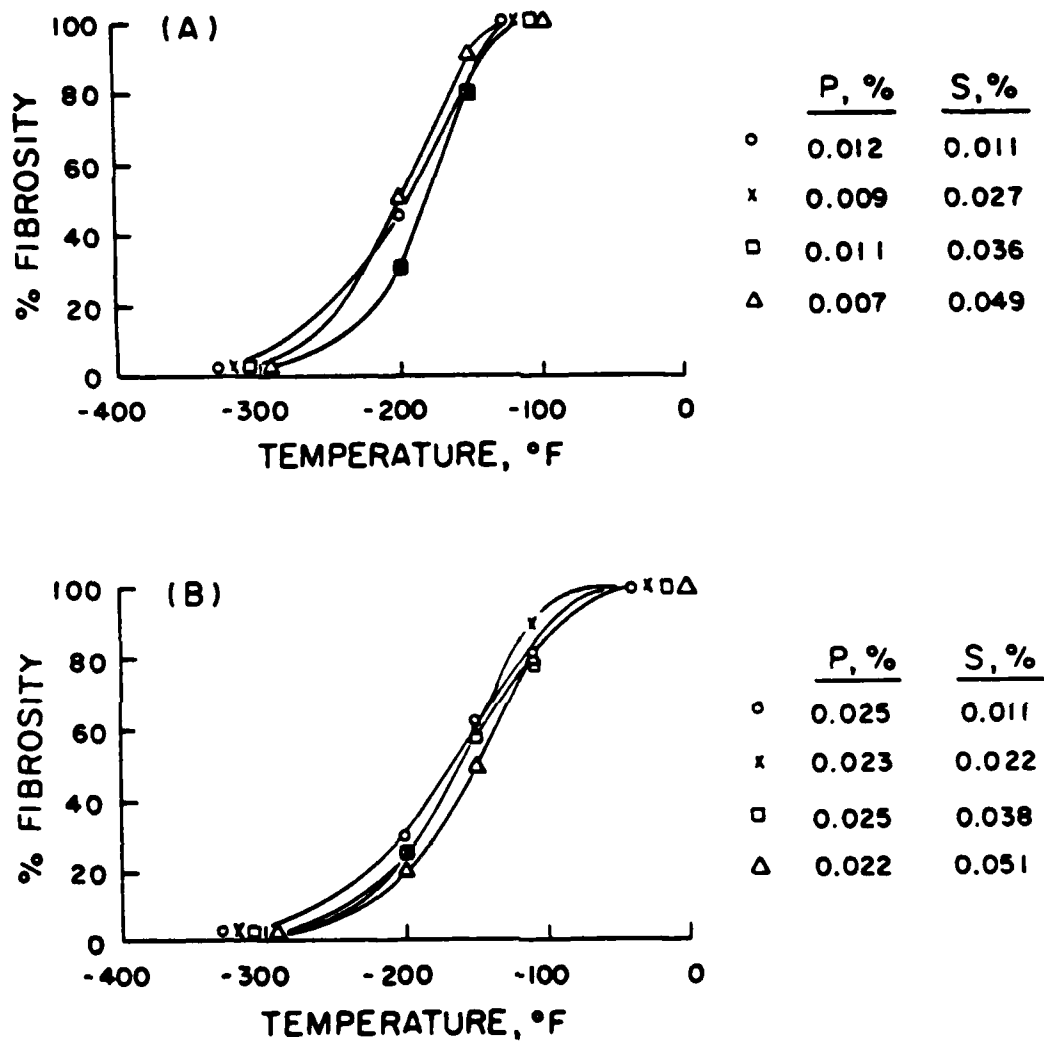 (A)
% FIBROSITY
100
80
60
40
20
0
-400 -300 -200 -100 0
TEMPERATURE, °F
P, % S, %
0.012 0.011
0.009 0.027
0.011 0.036
0.007 0.049
(B)
% FIBROSITY
100
80
60
40
20
0
-400 -300 -200 -100 0
TEMPERATURE, °F
P, % S, %
0.025 0.011
0.023 0.022
0.025 0.038
0.022 0.051